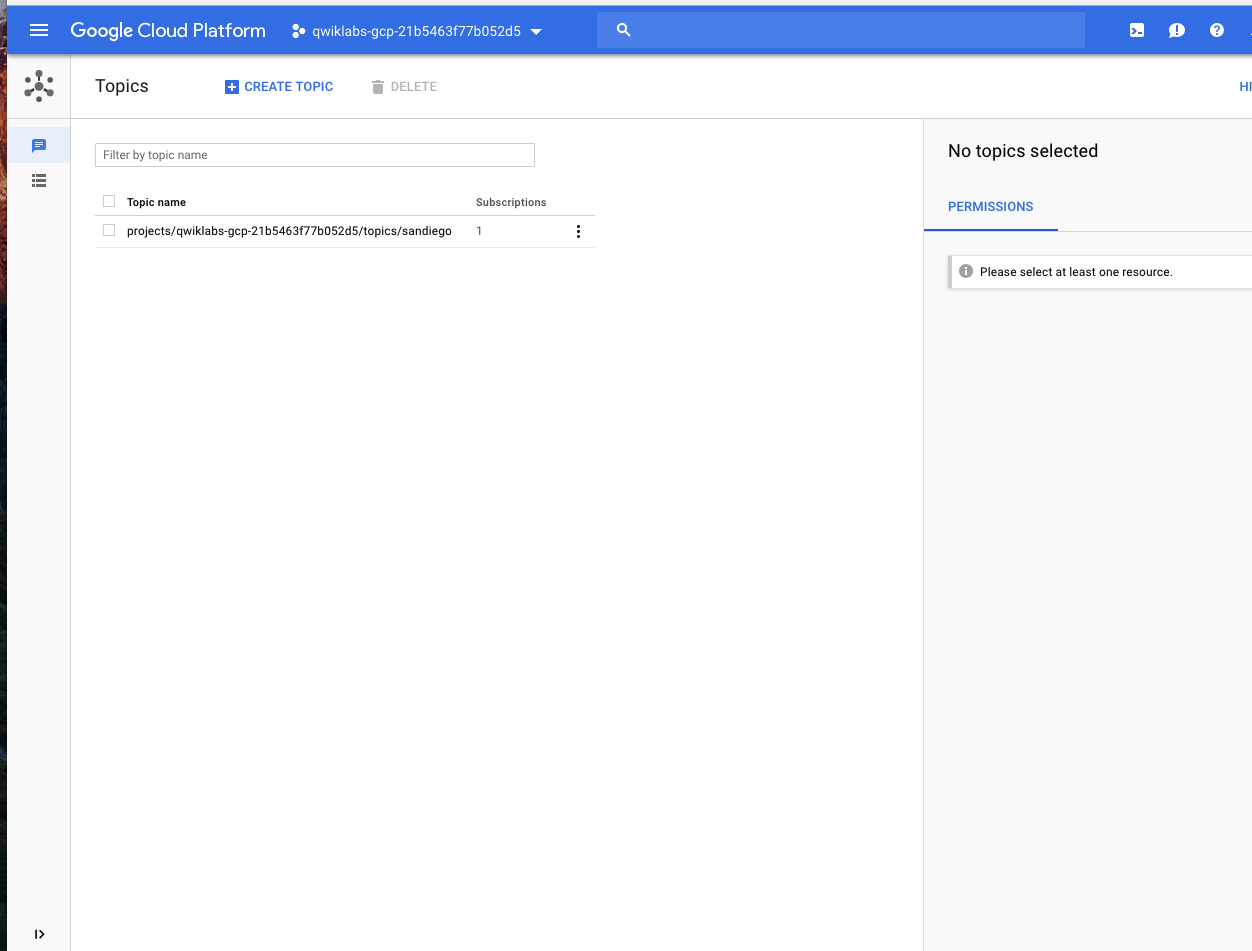 Google Cloud Platform
qwiklabs-gcp-21b5463f77b052d5
Topics
CREATE TOPIC
DELETE
HI
Filter by topic name
Topic name Subscriptions
projects/qwiklabs-gcp-21b5463f77b052d5/topics/sandiego 1
No topics selected
PERMISSIONS
Please select at least one resource.